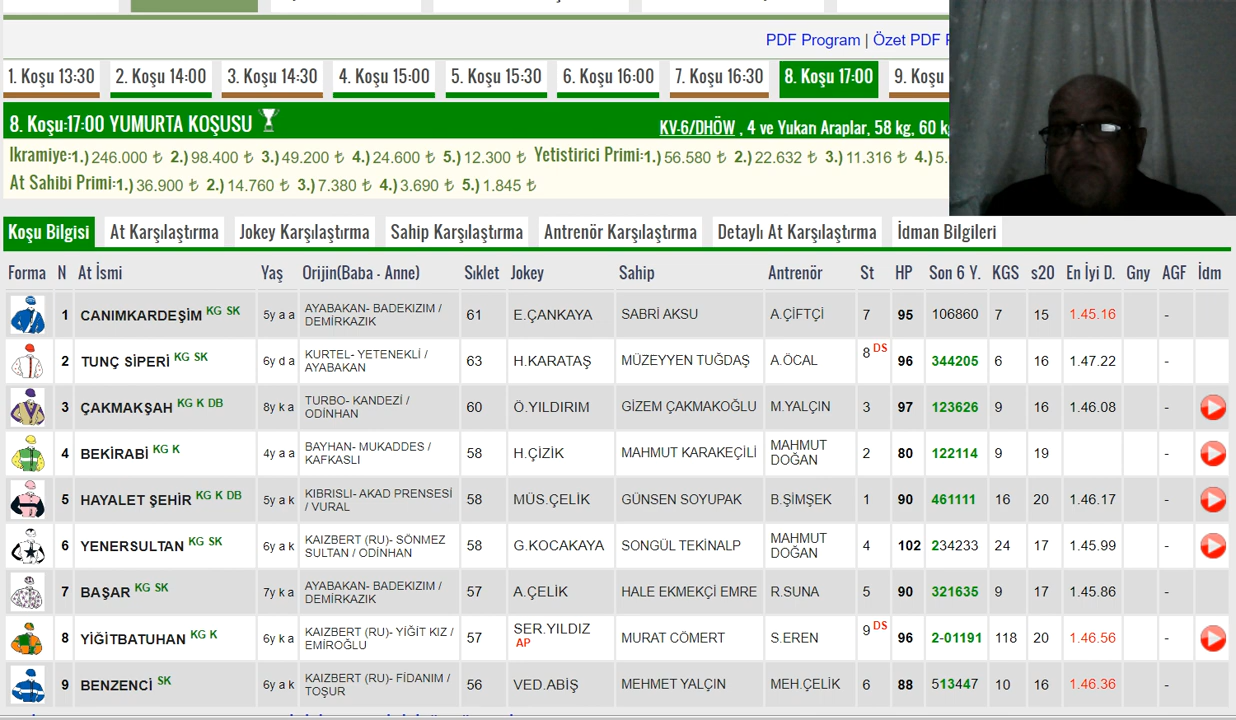 PDF Program | Özet PDF
1. Koşu 13:30 2. Koşu 14:00 3. Koşu 14:30 4. Koşu 15:00 5. Koşu 15:30 6. Koşu 16:00 7. Koşu 16:30 8. Koşu 17:00 9. Koşu
8. Koşu:17:00 YUMURTA KOŞUSU KV-6/DHÖW , 4 ve Yukarı Araplar, 58 kg, 60 kg
Ikramiye:1.) 246.000 ₺ 2.) 98.400 ₺ 3.) 49.200 ₺ 4.) 24.600 ₺ 5.) 12.300 ₺ Yetistirici Primi:1.) 56.580 ₺ 2.) 22.632 ₺ 3.) 11.316 ₺ 4.) 5.
At Sahibi Primi:1.) 36.900 ₺ 2.) 14.760 ₺ 3.) 7.380 ₺ 4.) 3.690 ₺ 5.) 1.845 ₺
Koşu Bilgisi At Karşılaştırma Jokey Karşılaştırma Sahip Karşılaştırma Antrenör Karşılaştırma Detaylı At Karşılaştırma İdman Bilgileri
Forma N At İsmi Yaş Orijin(Baba - Anne) Sıklet Jokey Sahip Antrenör St HP Son 6 Y. KGS s20 En İyi D. Gny AGF İdm
1 CANIMKARDEŞİM KG SK 5y a a AYABAKAN- BADEKIZIM / DEMİRKAZIK 61 E.ÇANKAYA SABRİ AKSU A.ÇİFTÇİ 7 95 106860 7 15 1.45.16 -
2 TUNÇ SİPERİ KG SK 6y d a KURTEL- YETENEKLİ / AYABAKAN 63 H.KARATAŞ MÜZEYYEN TUĞDAŞ A.ÖCAL 8 DS 96 344205 6 16 1.47.22 -
3 ÇAKMAKŞAH KG K DB 8y k a TURBO- KANDEZİ / ODİNHAN 60 Ö.YILDIRIM GİZEM ÇAKMAKOĞLU M.YALÇIN 3 97 123626 9 16 1.46.08 -
4 BEKİRABİ KG K 4y a a BAYHAN- MUKADDES / KAFKASLI 58 H.ÇİZİK MAHMUT KARAKEÇİLİ MAHMUT DOĞAN 2 80 122114 9 19 -
5 HAYALET ŞEHİR KG K DB 5y a k KIBRISLI- AKAD PRENSESİ / VURAL 58 MÜS.ÇELİK GÜNSEN SOYUPAK B.ŞİMŞEK 1 90 461111 16 20 1.46.17 -
6 YENERSULTAN KG SK 6y a k KAIZBERT (RU)- SÖNMEZ SULTAN / ODİNHAN 58 G.KOCAKAYA SONGÜL TEKİNALP MAHMUT DOĞAN 4 102 234233 24 17 1.45.99 -
7 BAŞAR KG SK 7y k a AYABAKAN- BADEKIZIM / DEMİRKAZIK 57 A.ÇELİK HALE EKMEKÇİ EMRE R.SUNA 5 90 321635 9 17 1.45.86 -
8 YİĞİTBATUHAN KG K 6y k a KAIZBERT (RU)- YİĞİT KIZ / EMİROĞLU 57 SER.YILDIZ AP MURAT CÖMERT S.EREN 9 DS 96 2-01191 118 20 1.46.56 -
9 BENZENCİ SK 6y a k KAIZBERT (RU)- FİDANIM / TOŞUR 56 VED.ABİŞ MEHMET YALÇIN MEH.ÇELİK 6 88 513447 10 16 1.46.36 -